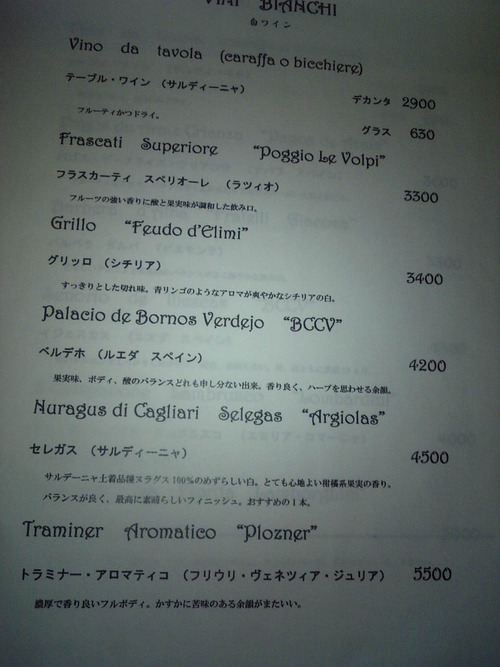 VINI BIANCHI
白ワイン
Vino da tavola (caraffa o bicchiere)
テーブル・ワイン (サルディーニャ)
デカンタ 2900
フルーティかつドライ。
グラス 630
Frascati Superiore "Poggio Le Volpi"
フラスカーティ スペリオーレ (ラツィオ)
3300
フルーツの強い香りに酸と果実味が調和した飲み口。
Grillo "Feudo d'Elimi"
グリッロ (シチリア)
3400
すっきりとした切れ味。青リンゴのようなアロマが爽やかなシチリアの白。
Palacio de Bornos Verdejo "BCCV"
ベルデホ (ルエダ スペイン)
4200
果実味、ボディ、酸のバランスどれも申し分ない出来。香り良く、ハーブを思わせる余韻。
Nuragus di Cagliari Selegas "Argiolas"
セレガス (サルディーニャ)
4500
サルデーニャ土着品種ヌラグス100%のめずらしい白。とても心地よい柑橘系果実の香り。
バランスが良く、最高に素晴らしいフィニッシュ。おすすめの1本。
Traminer Aromatico "Plozner"
トラミナー・アロマティコ (フリウリ・ヴェネツィア・ジュリア)
5500
濃厚で香り良いフルボディ。かすかに苦味のある余韻がまたいい。